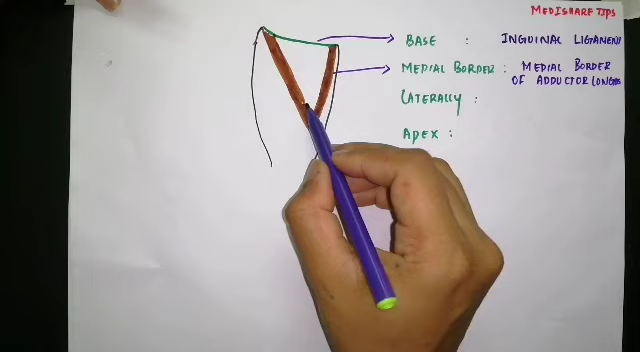 MEDISHARE TIPS
BASE : INGUINAL LIGAMENT
MEDIAL BORDER : MEDIAL BORDER
OF ADDUCTOR LONGUS
LATERALLY :
APEX :